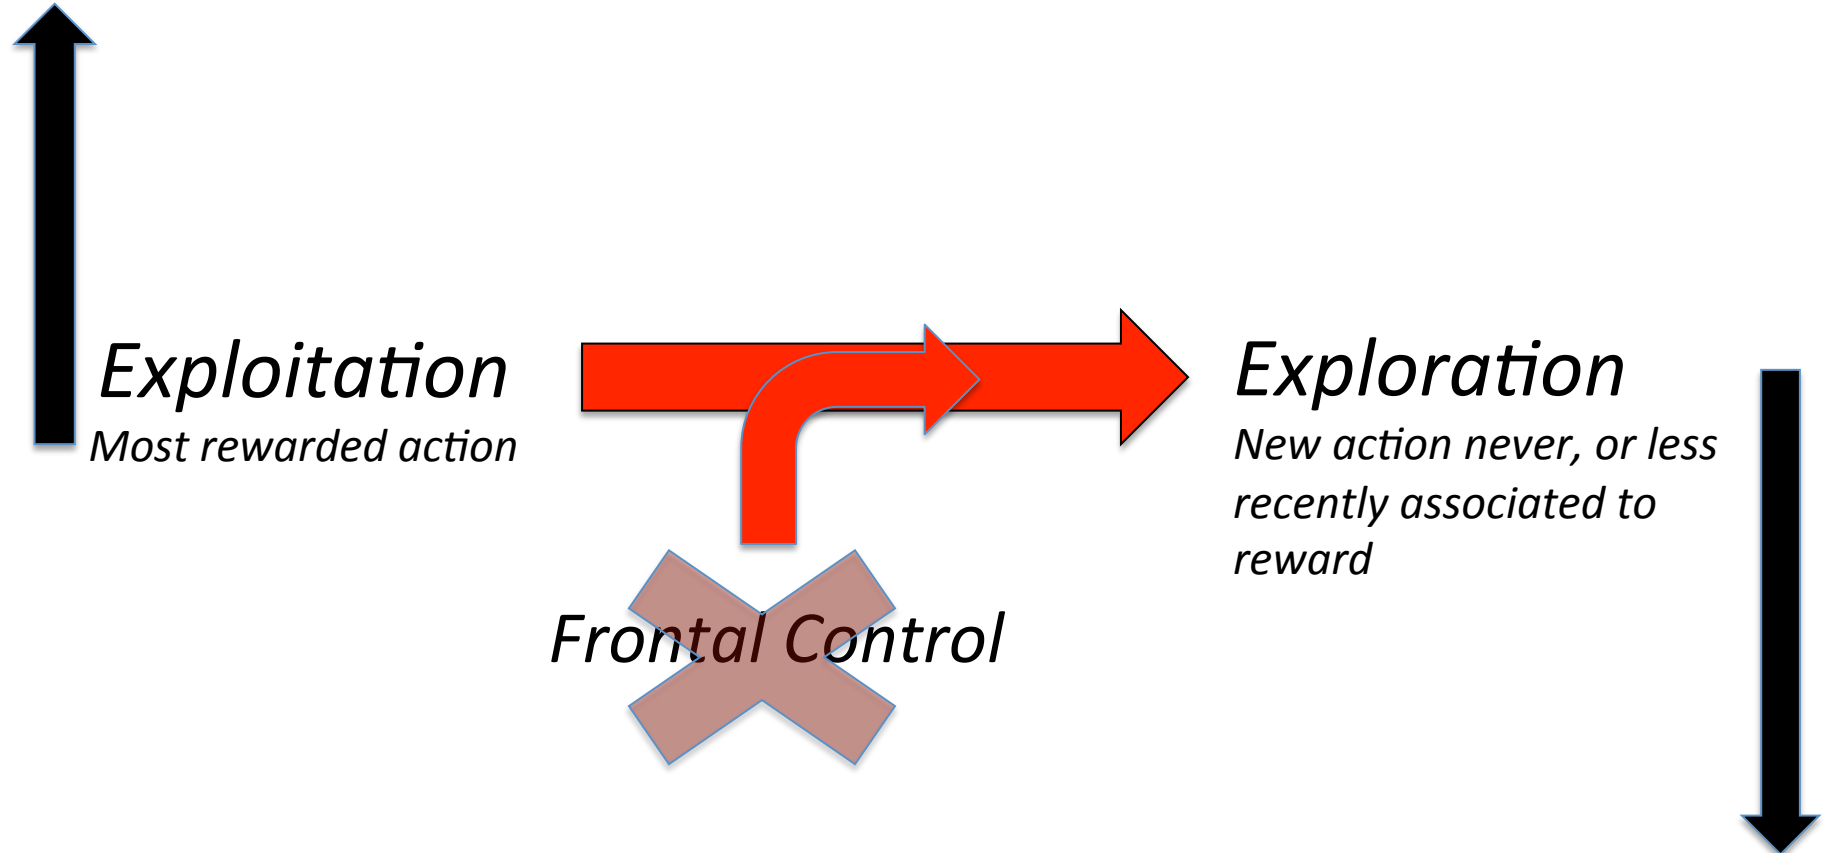 Exploitation
Most rewarded action
Exploration
New action never, or less
recently associated to
reward
Frontal Control